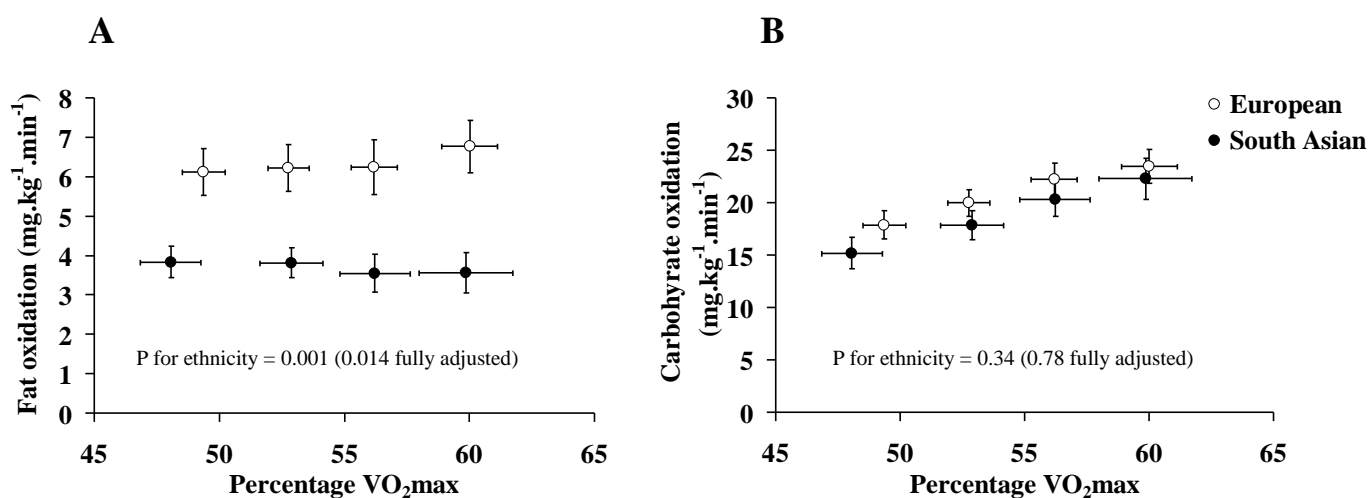 A
Fat oxidation (mg.kg⁻¹.min⁻¹)
8
7
6
5
4
3
2
1
0
P for ethnicity = 0.001 (0.014 fully adjusted)
45 50 55 60 65
Percentage VO₂max
B
Carbohyrate oxidation
(mg.kg⁻¹.min⁻¹)
30
25
20
15
10
5
0
P for ethnicity = 0.34 (0.78 fully adjusted)
45 50 55 60 65
Percentage VO₂max
European
South Asian